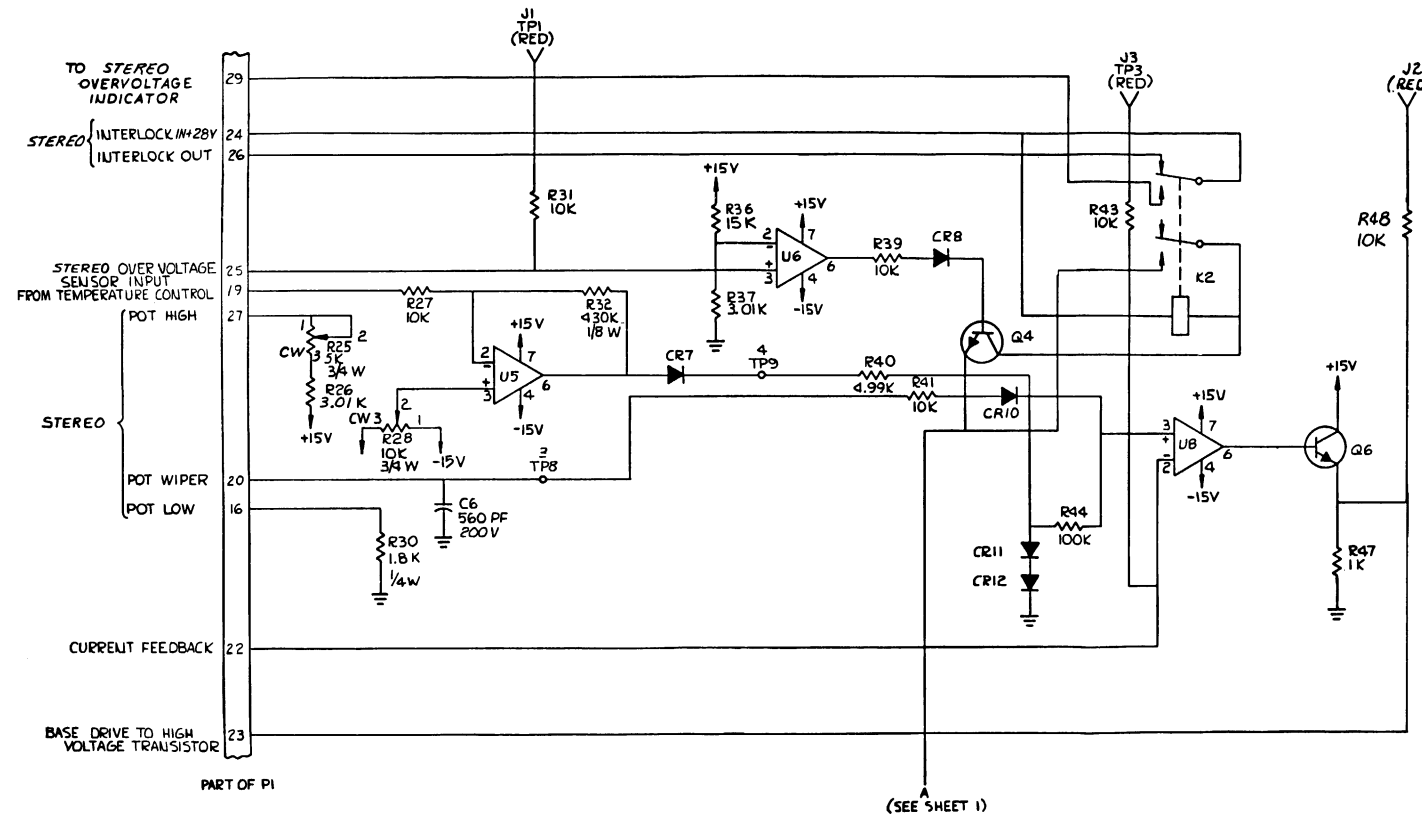 J1
TP1
(RED)
J3
TP3
(RED)
J2
(RED
TO STEREO
OVERVOLTAGE
INDICATOR
29
STEREO
INTERLOCK IN+28V
24
INTERLOCK OUT
26
+15V
R31
10K
R36
15K
+15V
2
-
7
U6
+
3
4
6
-15V
R37
3.01K
R39
10K
CR8
R43
10K
K2
R48
10K
STEREO OVER VOLTAGE
SENSOR INPUT
25
FROM TEMPERATURE CONTROL
19
R27
10K
R32
430K
1/8 W
STEREO
POT HIGH
27
1
2
CW
3
R25
5K
3/4 W
R26
3.01K
+15V
+15V
2
-
7
U5
+
3
4
6
-15V
CW 3
2
1
R28
10K
3/4 W
-15V
CR7
4
TP9
R40
4.99K
R41
10K
CR10
Q4
+15V
+15V
3
+
7
U8
-
2
4
6
-15V
Q6
POT WIPER
20
3
TP8
POT LOW
16
C6
560 PF
200V
R30
1.8K
1/4W
R44
100K
CR11
CR12
R47
1K
CURRENT FEEDBACK
22
BASE DRIVE TO HIGH
VOLTAGE TRANSISTOR
23
PART OF P1
A
(SEE SHEET 1)